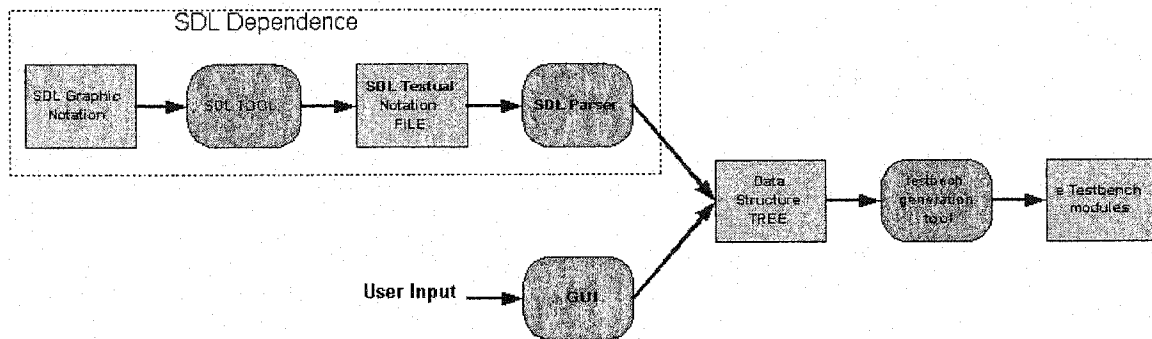 SDL Dependence
SDL Graphic
Notation
SDL TOOL
SDL Textual
Notation
FILE
SDL Parser
Data
Structure
TREE
Testbench
generation
tool
e Testbench
modules
User Input
GUI